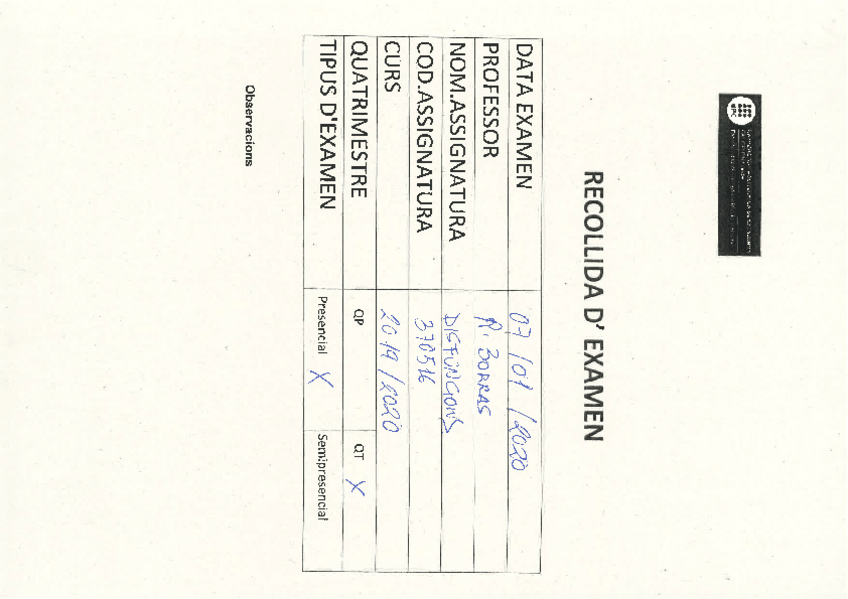 UPC
RECOLLIDA D' EXAMEN
DATA EXAMEN 07/01/2020
PROFESSOR R. BORRAS
NOM.ASSIGNATURA DISFUNCIONS
COD.ASSIGNATURA 370516
CURS 2019/2020
QUATRIMESTRE QP QT X
TIPUS D'EXAMEN Presencial X Semipresencial
Observacions